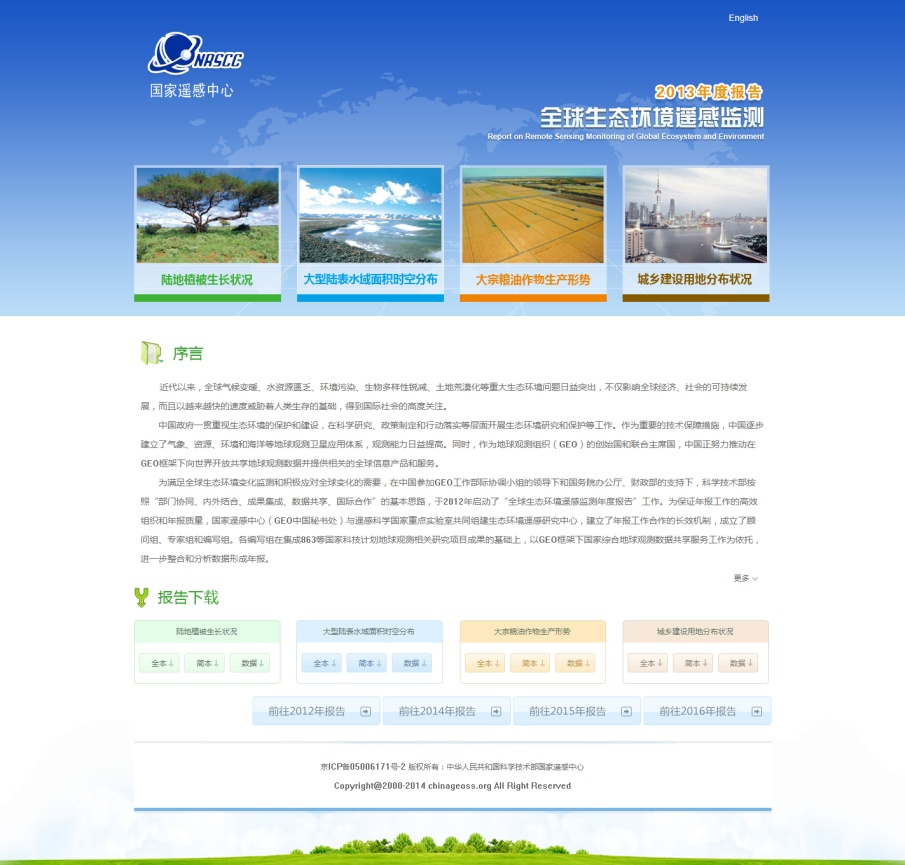 English
NRSCC
国家遥感中心
2013年度报告
全球生态环境遥感监测
Report on Remote Sensing Monitoring of Global Ecosystem and Environment
陆地植被生长状况 大型陆表水域面积时空分布 大宗粮油作物生产形势 城乡建设用地分布状况
序言
近代以来，全球气候变暖、水资源匮乏、环境污染、生物多样性锐减、土地荒漠化等重大生态环境问题日益突出，不仅影响全球经济、社会的可持续发
展，而且以越来越快的速度威胁着人类生存的基础，得到国际社会的高度关注。
中国政府一贯重视生态环境的保护和建设，在科学研究、政策制定和行动落实等层面开展生态环境研究和保护等工作。作为重要的技术保障措施，中国逐步
建立了气象、资源、环境和海洋等地球观测卫星应用体系，观测能力日益提高。同时，作为地球观测组织（GEO）的创始国和联合主席国，中国正努力推动在
GEO框架下向世界开放共享地球观测数据并提供相关的全球信息产品和服务。
为满足全球生态环境变化监测和积极应对全球变化的需要，在中国参加GEO工作部际协调小组的领导下和国务院办公厅、财政部的支持下，科学技术部按
照“部门协同、内外结合、成果集成、数据共享、国际合作”的基本思路，于2012年启动了“全球生态环境遥感监测年度报告”工作。为保证年报工作的高效
组织和年报质量，国家遥感中心（GEO中国秘书处）与遥感科学国家重点实验室共同组建生态环境遥感研究中心，建立了年报工作合作的长效机制，成立了顾
问组、专家组和编写组。各编写组在集成863等国家科技计划地球观测相关研究项目成果的基础上，以GEO框架下国家综合地球观测数据共享服务工作为依托，
进一步整合和分析数据形成年报。
更多
报告下载
陆地植被生长状况 大型陆表水域面积时空分布 大宗粮油作物生产形势 城乡建设用地分布状况
全本↓ 简本↓ 数据↓ 全本↓ 简本↓ 数据↓ 全本↓ 简本↓ 数据↓ 全本↓ 简本↓ 数据↓
前往2012年报告 前往2014年报告 前往2015年报告 前往2016年报告
京ICP备05006171号-2 版权所有：中华人民共和国科学技术部国家遥感中心
Copyright@2000-2014 chinageoss.org All Right Reserved